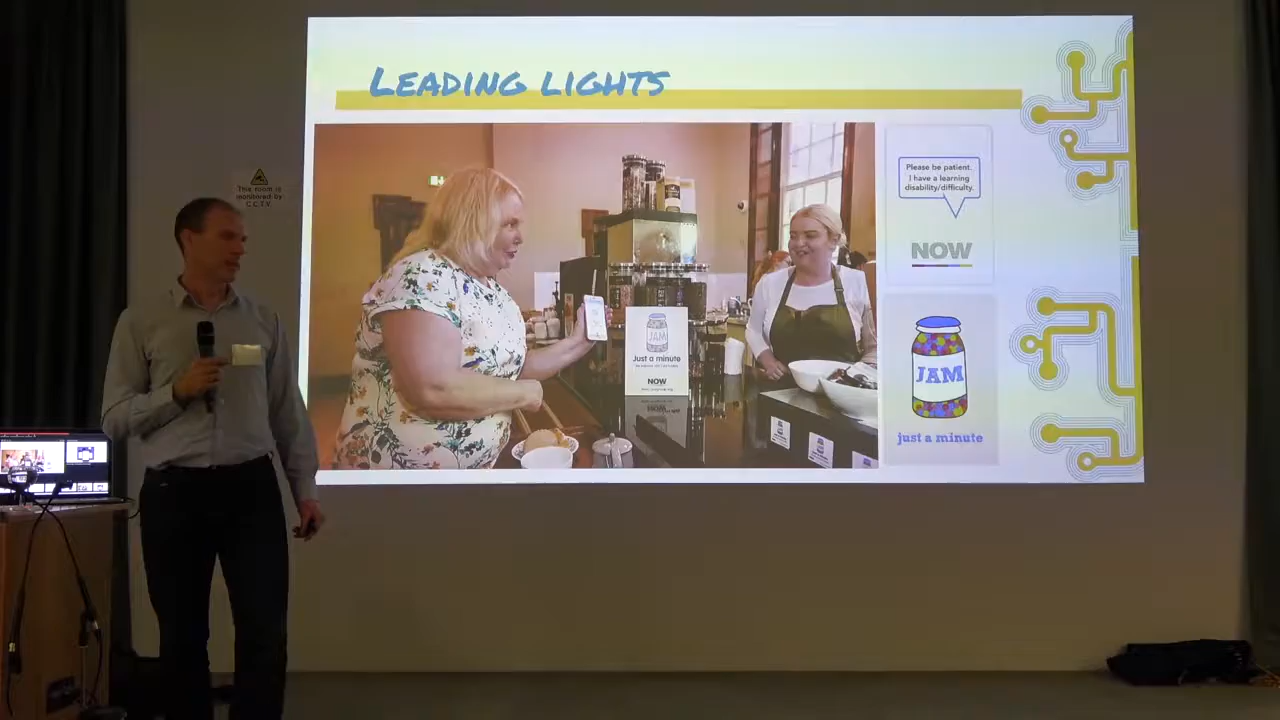 LEADING LIGHTS
This room is
monitored by
C.C.T.V.
Please be patient.
I have a learning
disability/difficulty.
NOW
JAM
Just a minute
NOW
JAM
just a minute